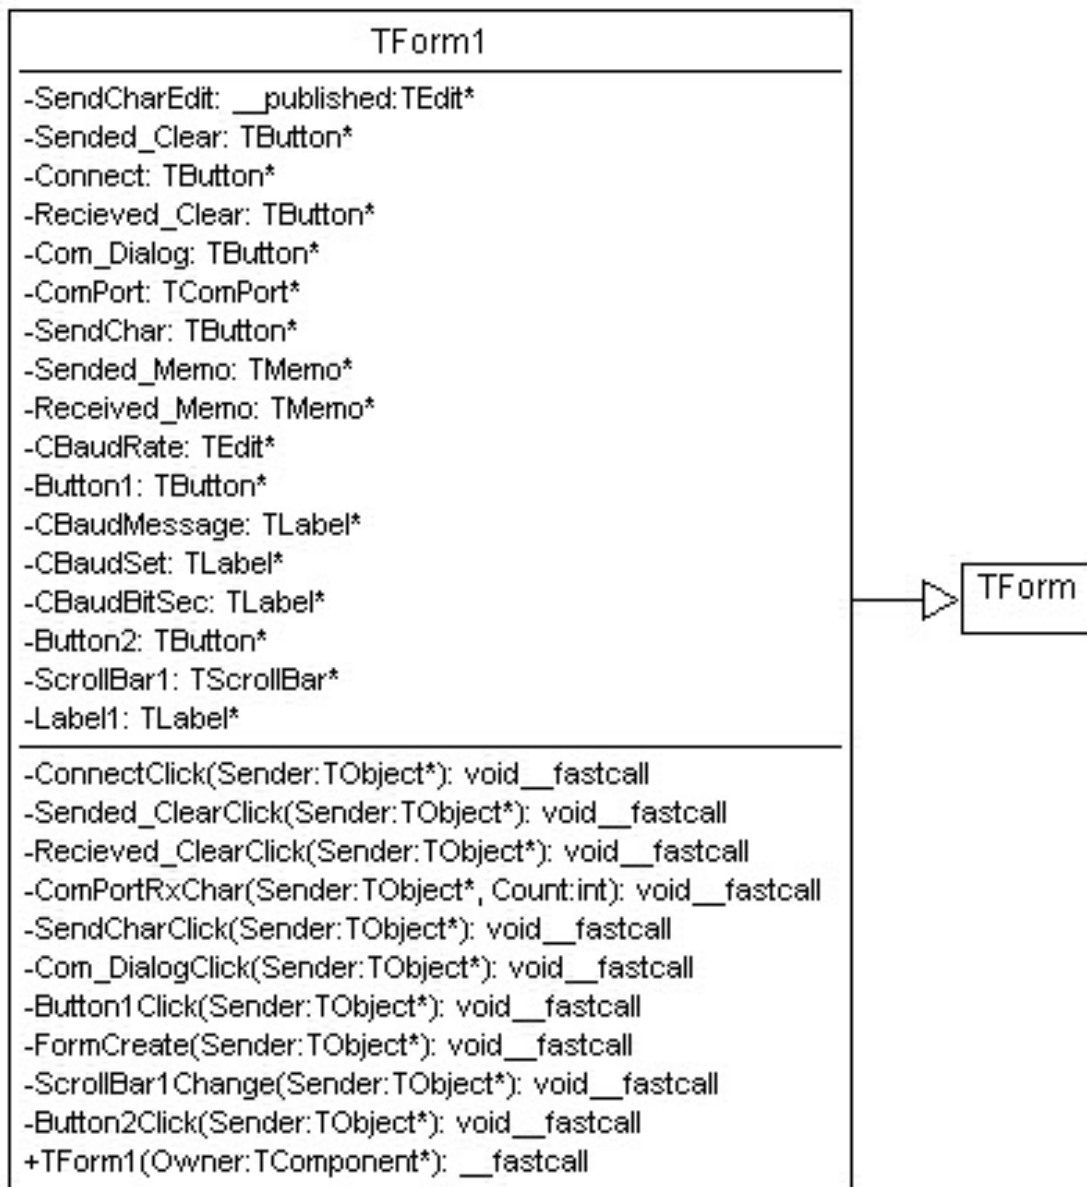 TForm1
-SendCharEdit: __published:TEdit*
-Sended_Clear: TButton*
-Connect: TButton*
-Recieved_Clear: TButton*
-Com_Dialog: TButton*
-ComPort: TComPort*
-SendChar: TButton*
-Sended_Memo: TMemo*
-Received_Memo: TMemo*
-CBaudRate: TEdit*
-Button1: TButton*
-CBaudMessage: TLabel*
-CBaudSet: TLabel*
-CBaudBitSec: TLabel*
-Button2: TButton*
-ScrollBar1: TScrollBar*
-Label1: TLabel*
-ConnectClick(Sender:TObject*): void__fastcall
-Sended_ClearClick(Sender:TObject*): void__fastcall
-Recieved_ClearClick(Sender:TObject*): void__fastcall
-ComPortRxChar(Sender:TObject*, Count:int): void__fastcall
-SendCharClick(Sender:TObject*): void__fastcall
-Com_DialogClick(Sender:TObject*): void__fastcall
-Button1Click(Sender:TObject*): void__fastcall
-FormCreate(Sender:TObject*): void__fastcall
-ScrollBar1Change(Sender:TObject*): void__fastcall
-Button2Click(Sender:TObject*): void__fastcall
+TForm1(Owner:TComponent*): __fastcall
TForm